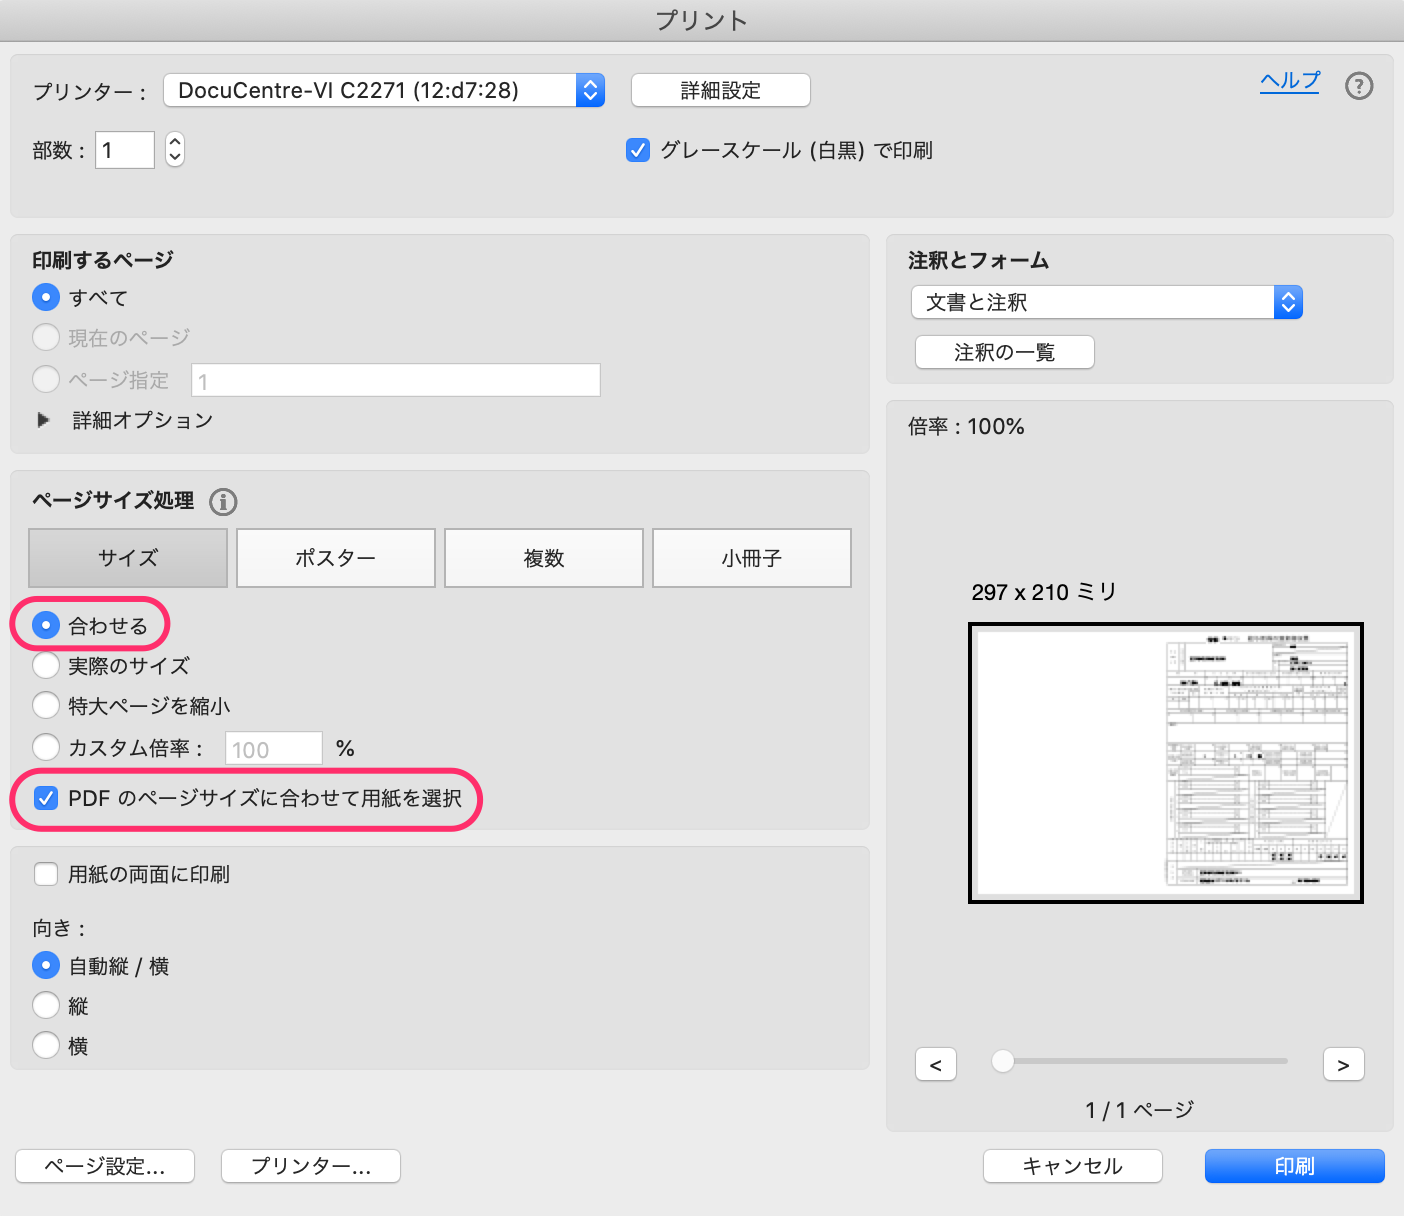 プリント
プリンター : DocuCentre-VI C2271 (12:d7:28) 詳細設定 ヘルプ ?
部数 : 1 グレースケール (白黒) で印刷
印刷するページ
すべて
現在のページ
ページ指定 1
詳細オプション
注釈とフォーム
文書と注釈
注釈の一覧
ページサイズ処理 i
サイズ ポスター 複数 小冊子
合わせる
実際のサイズ
特大ページを縮小
カスタム倍率 : 100 %
PDF のページサイズに合わせて用紙を選択
用紙の両面に印刷
向き :
自動縦 / 横
縦
横
倍率 : 100%
297 x 210 ミリ
< >
1 / 1 ページ
ページ設定... プリンター... キャンセル 印刷